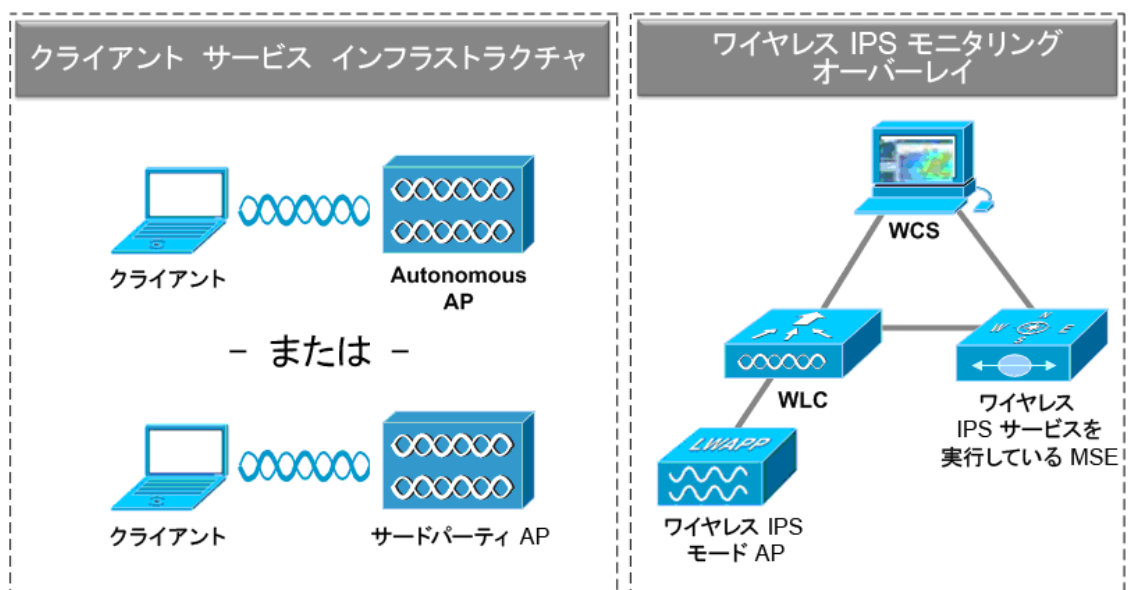 クライアント サービス インフラストラクチャ
クライアント
Autonomous
AP
- または -
クライアント
サードパーティ AP
ワイヤレス IPS モニタリング
オーバーレイ
WCS
WLC
N
W
E
S
ワイヤレス
IPS サービスを
実行している MSE
LWAPP
ワイヤレス IPS
モード AP